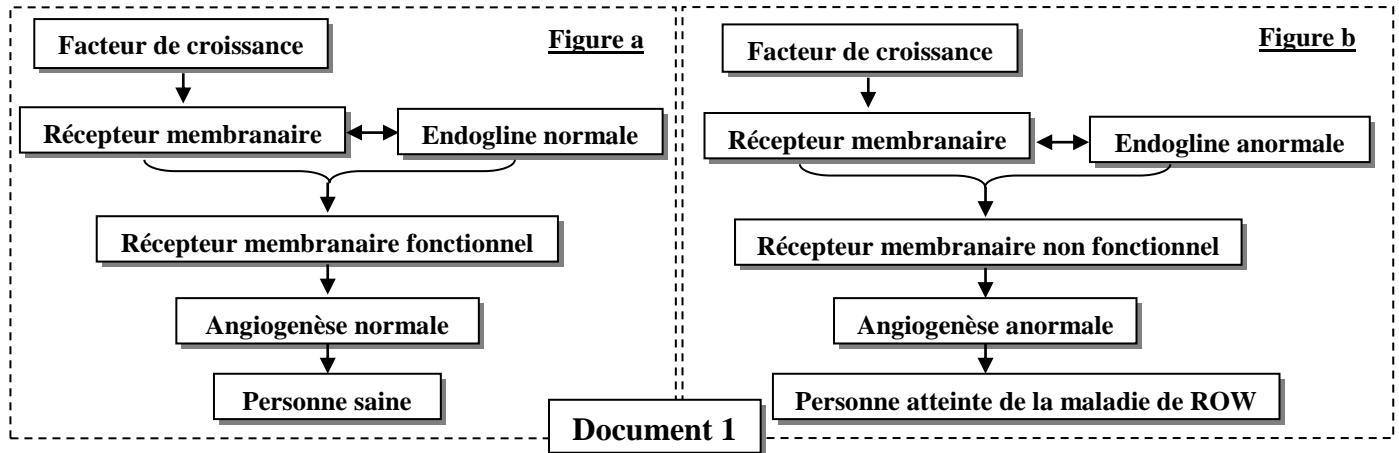 Figure a
Facteur de croissance
Récepteur membranaire
Endogline normale
Récepteur membranaire fonctionnel
Angiogenèse normale
Personne saine
Figure b
Facteur de croissance
Récepteur membranaire
Endogline anormale
Récepteur membranaire non fonctionnel
Angiogenèse anormale
Personne atteinte de la maladie de ROW
Document 1